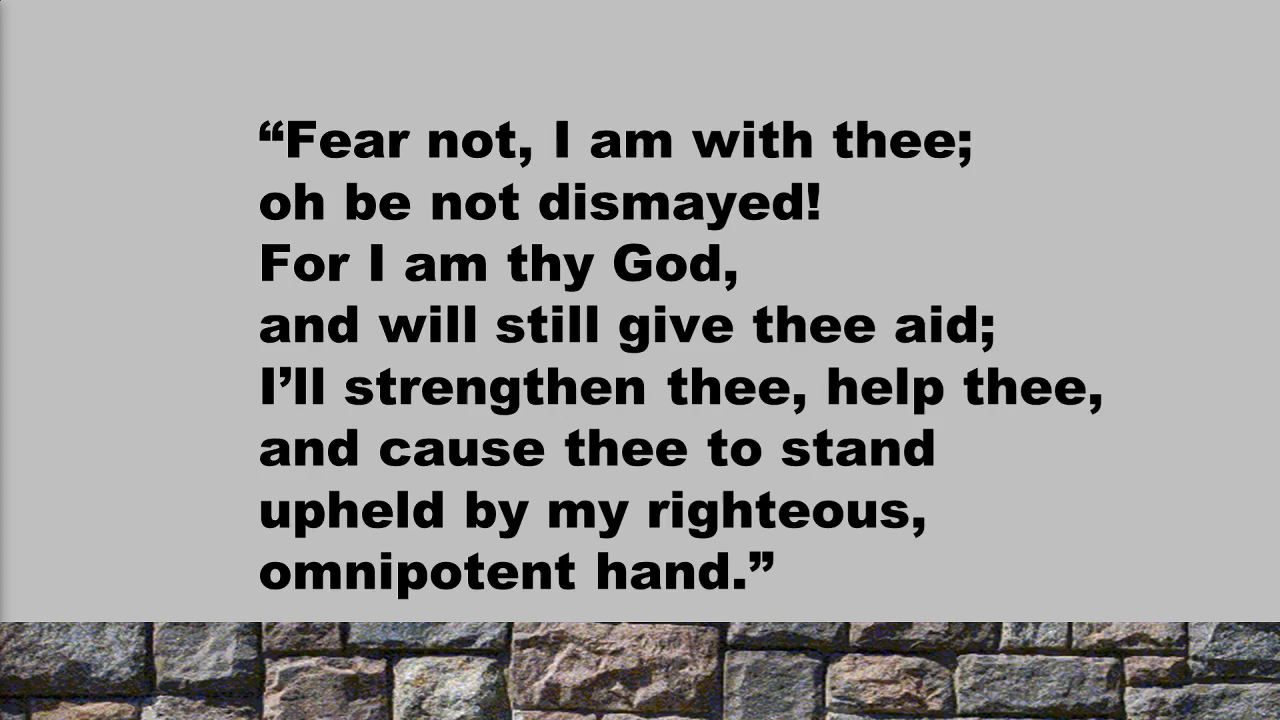 “Fear not, I am with thee;
oh be not dismayed!
For I am thy God,
and will still give thee aid;
I’ll strengthen thee, help thee,
and cause thee to stand
upheld by my righteous,
omnipotent hand.”